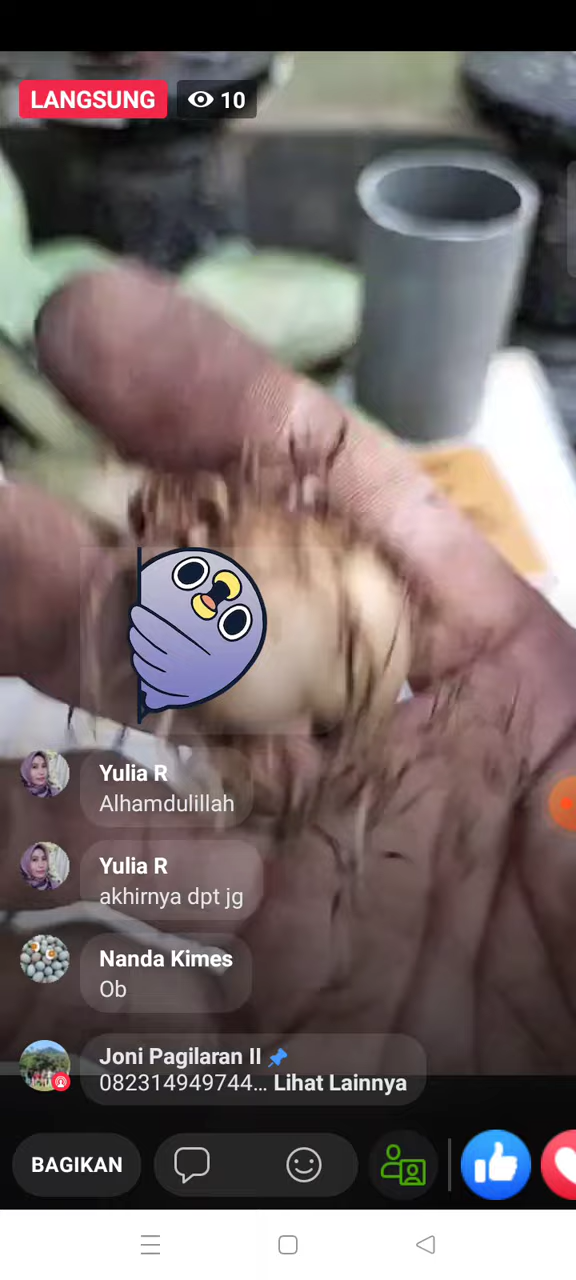 LANGSUNG
10
Yulia R
Alhamdulillah
Yulia R
akhirnya dpt jg
Nanda Kimes
Ob
Joni Pagilaran II
082314949744... Lihat Lainnya
BAGIKAN